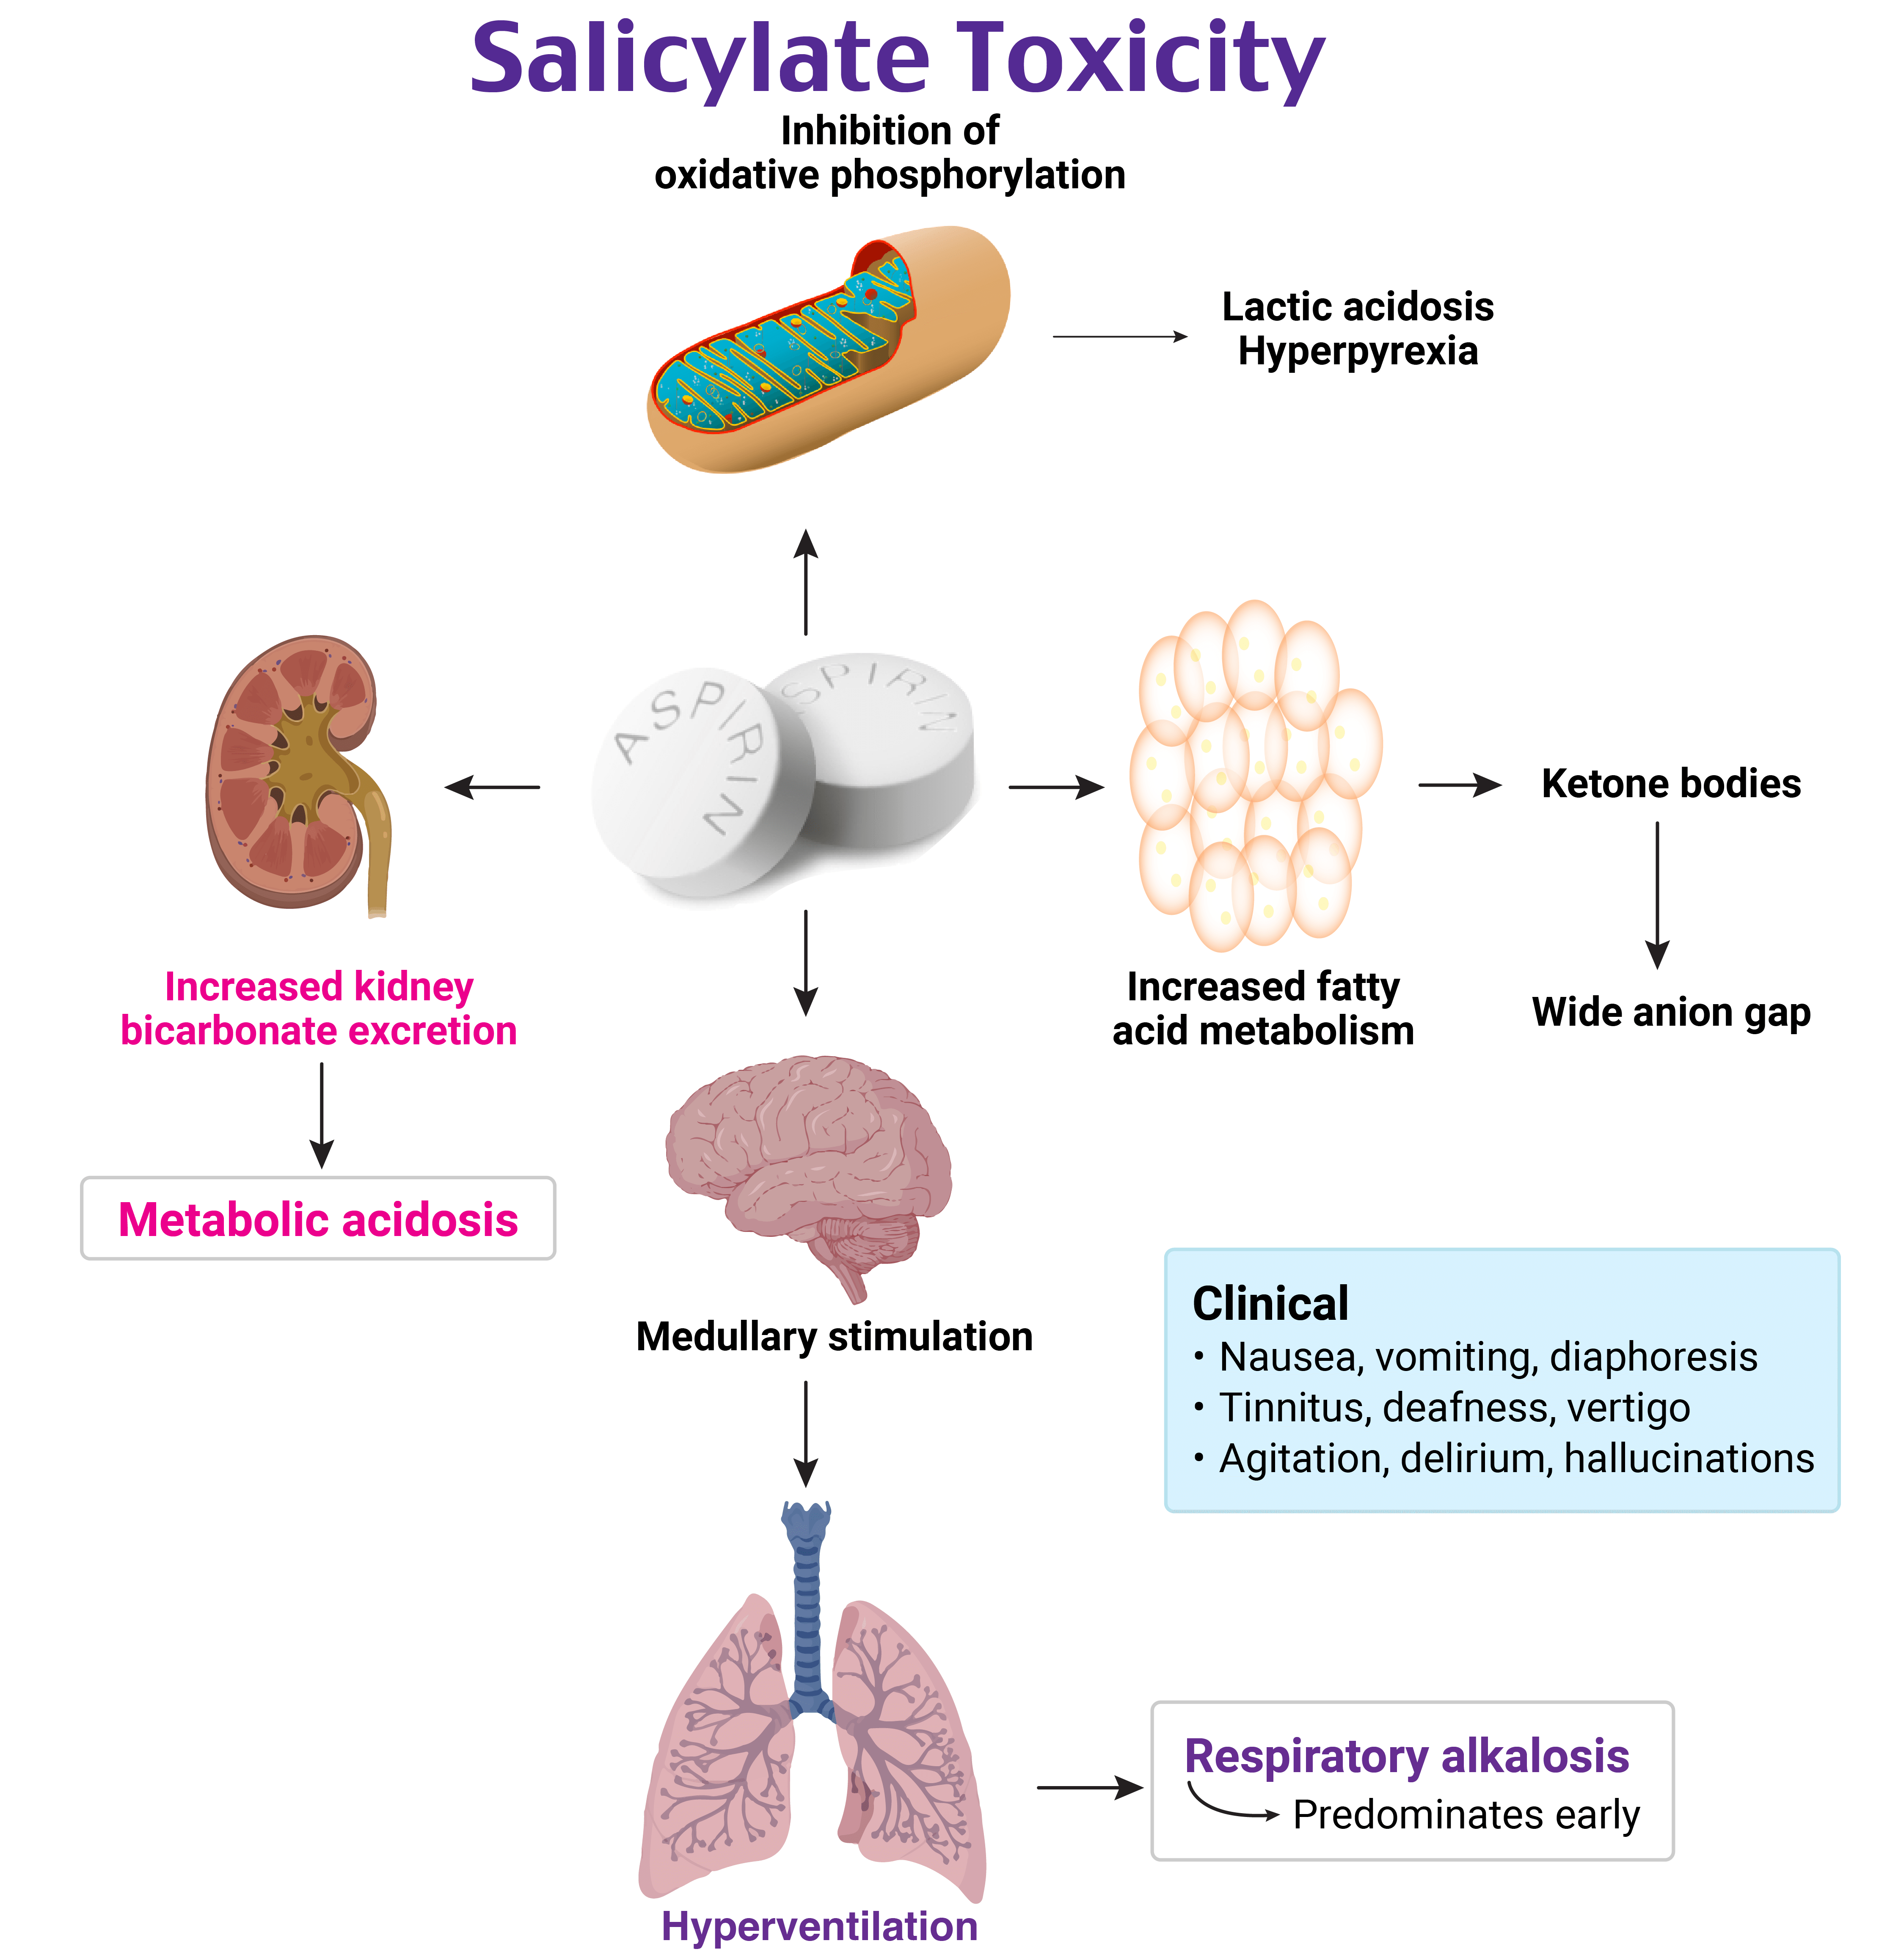 Salicylate Toxicity
Inhibition of
oxidative phosphorylation
Lactic acidosis
Hyperpyrexia
ASPIRIN
SPIRIN
Ketone bodies
Wide anion gap
Increased kidney
bicarbonate excretion
Increased fatty
acid metabolism
Metabolic acidosis
Medullary stimulation
Clinical
• Nausea, vomiting, diaphoresis
• Tinnitus, deafness, vertigo
• Agitation, delirium, hallucinations
Respiratory alkalosis
Predominates early
Hyperventilation